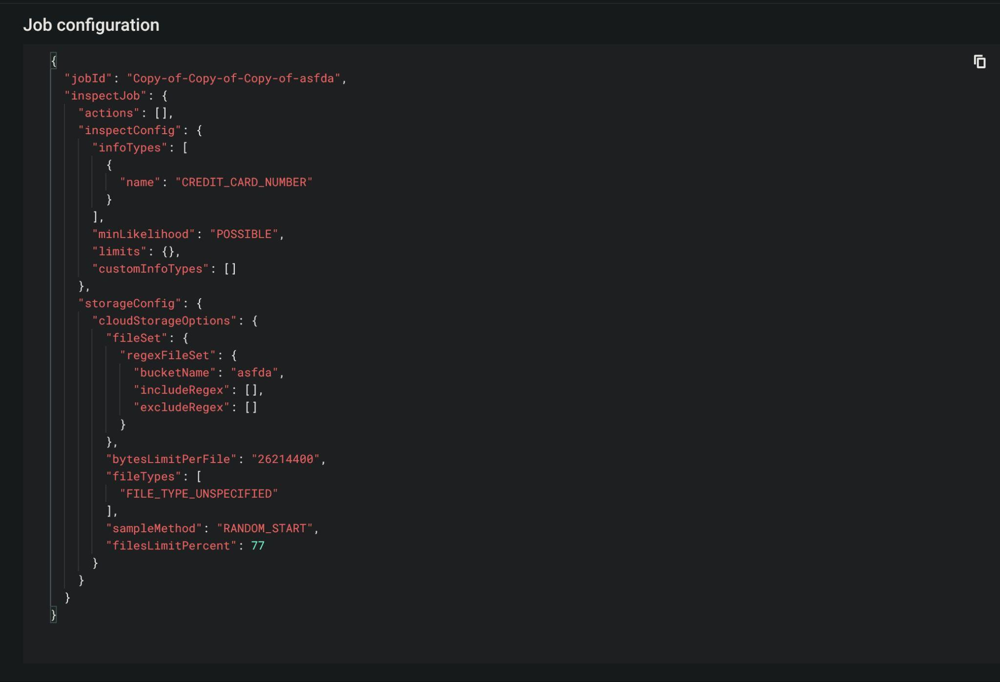 Job configuration
{
  "jobId": "Copy-of-Copy-of-Copy-of-asfda",
  "inspectJob": {
    "actions": [],
    "inspectConfig": {
      "infoTypes": [
        {
          "name": "CREDIT_CARD_NUMBER"
        }
      ],
      "minLikelihood": "POSSIBLE",
      "limits": {},
      "customInfoTypes": []
    },
    "storageConfig": {
      "cloudStorageOptions": {
        "fileSet": {
          "regexFileSet": {
            "bucketName": "asfda",
            "includeRegex": [],
            "excludeRegex": []
          }
        },
        "bytesLimitPerFile": "26214400",
        "fileTypes": [
          "FILE_TYPE_UNSPECIFIED"
        ],
        "sampleMethod": "RANDOM_START",
        "filesLimitPercent": 77
      }
    }
  }
}